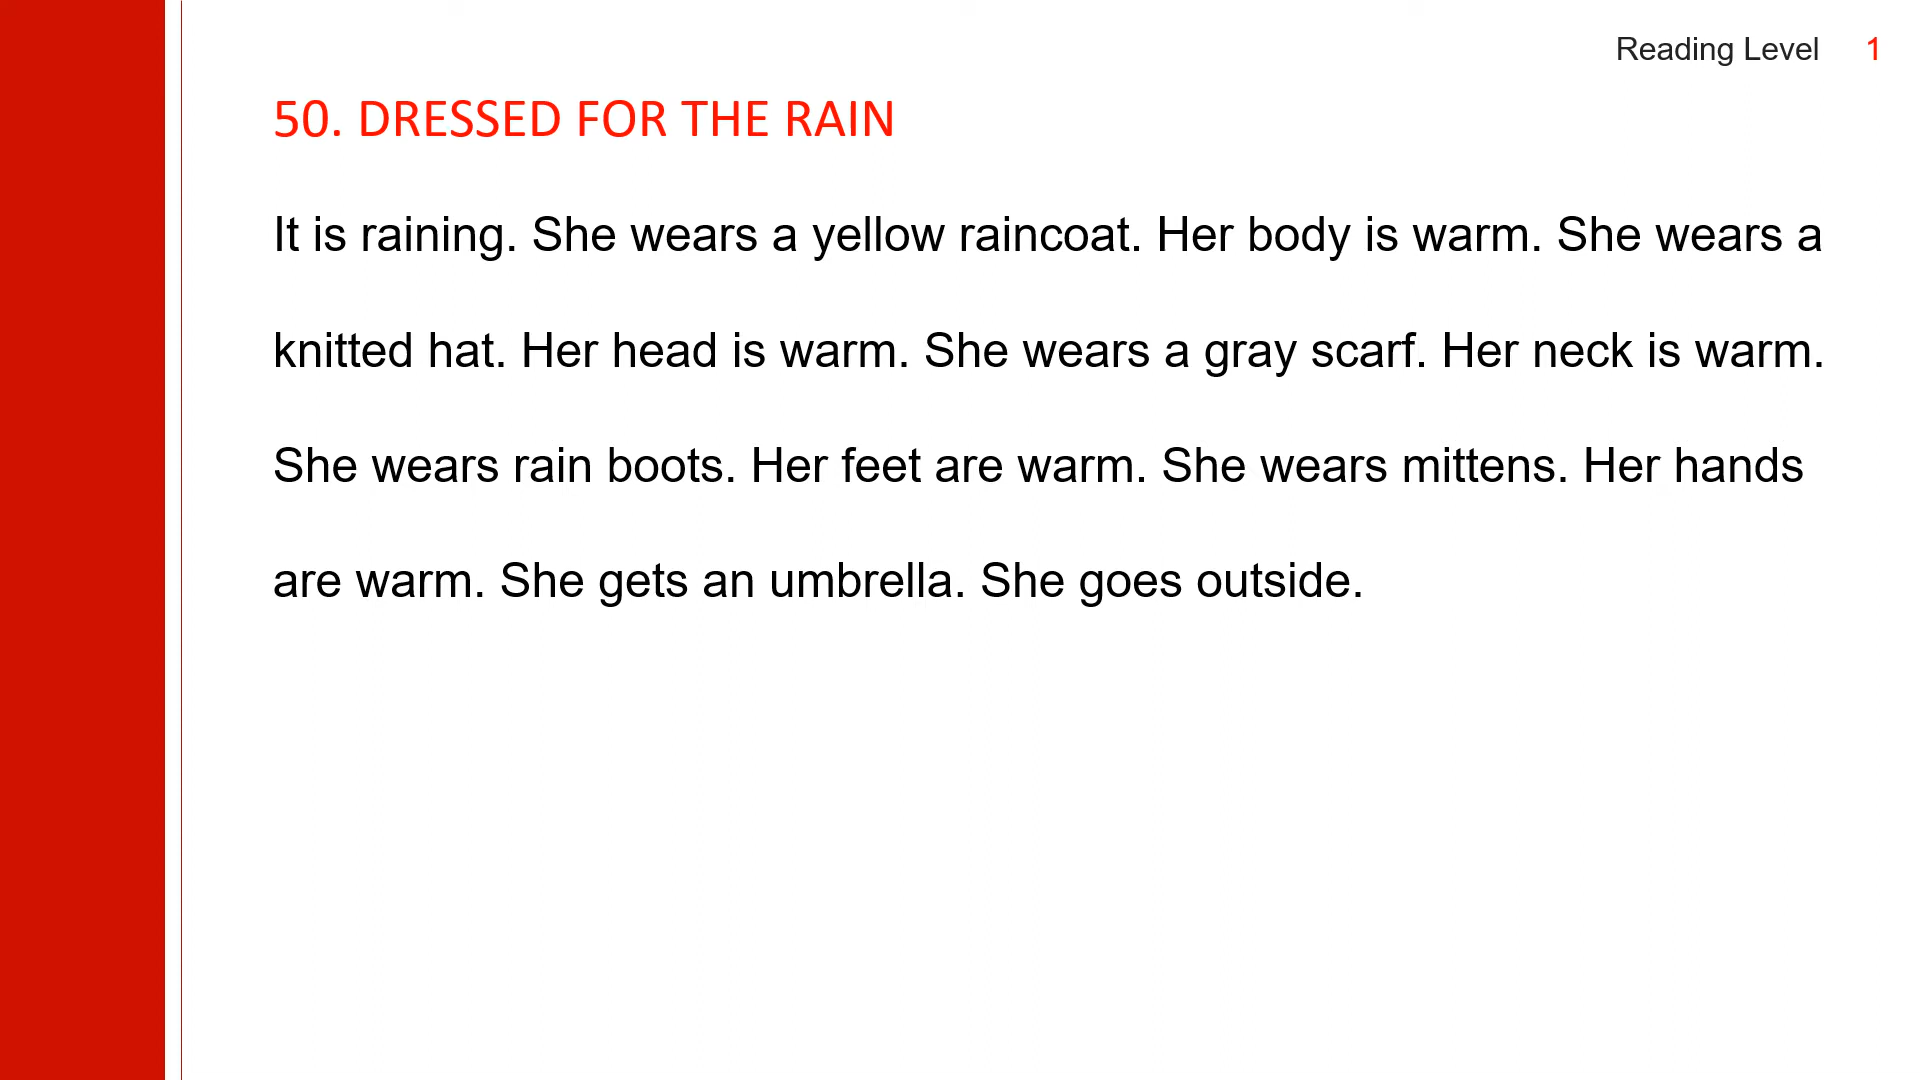 Reading Level 1
50. DRESSED FOR THE RAIN
It is raining. She wears a yellow raincoat. Her body is warm. She wears a
knitted hat. Her head is warm. She wears a gray scarf. Her neck is warm.
She wears rain boots. Her feet are warm. She wears mittens. Her hands
are warm. She gets an umbrella. She goes outside.